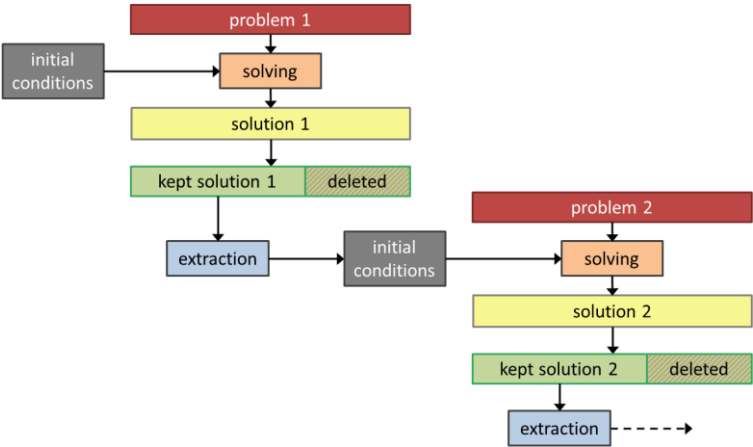 problem 1
initial
conditions
solving
solution 1
kept solution 1
deleted
problem 2
extraction
initial
conditions
solving
solution 2
kept solution 2
deleted
extraction